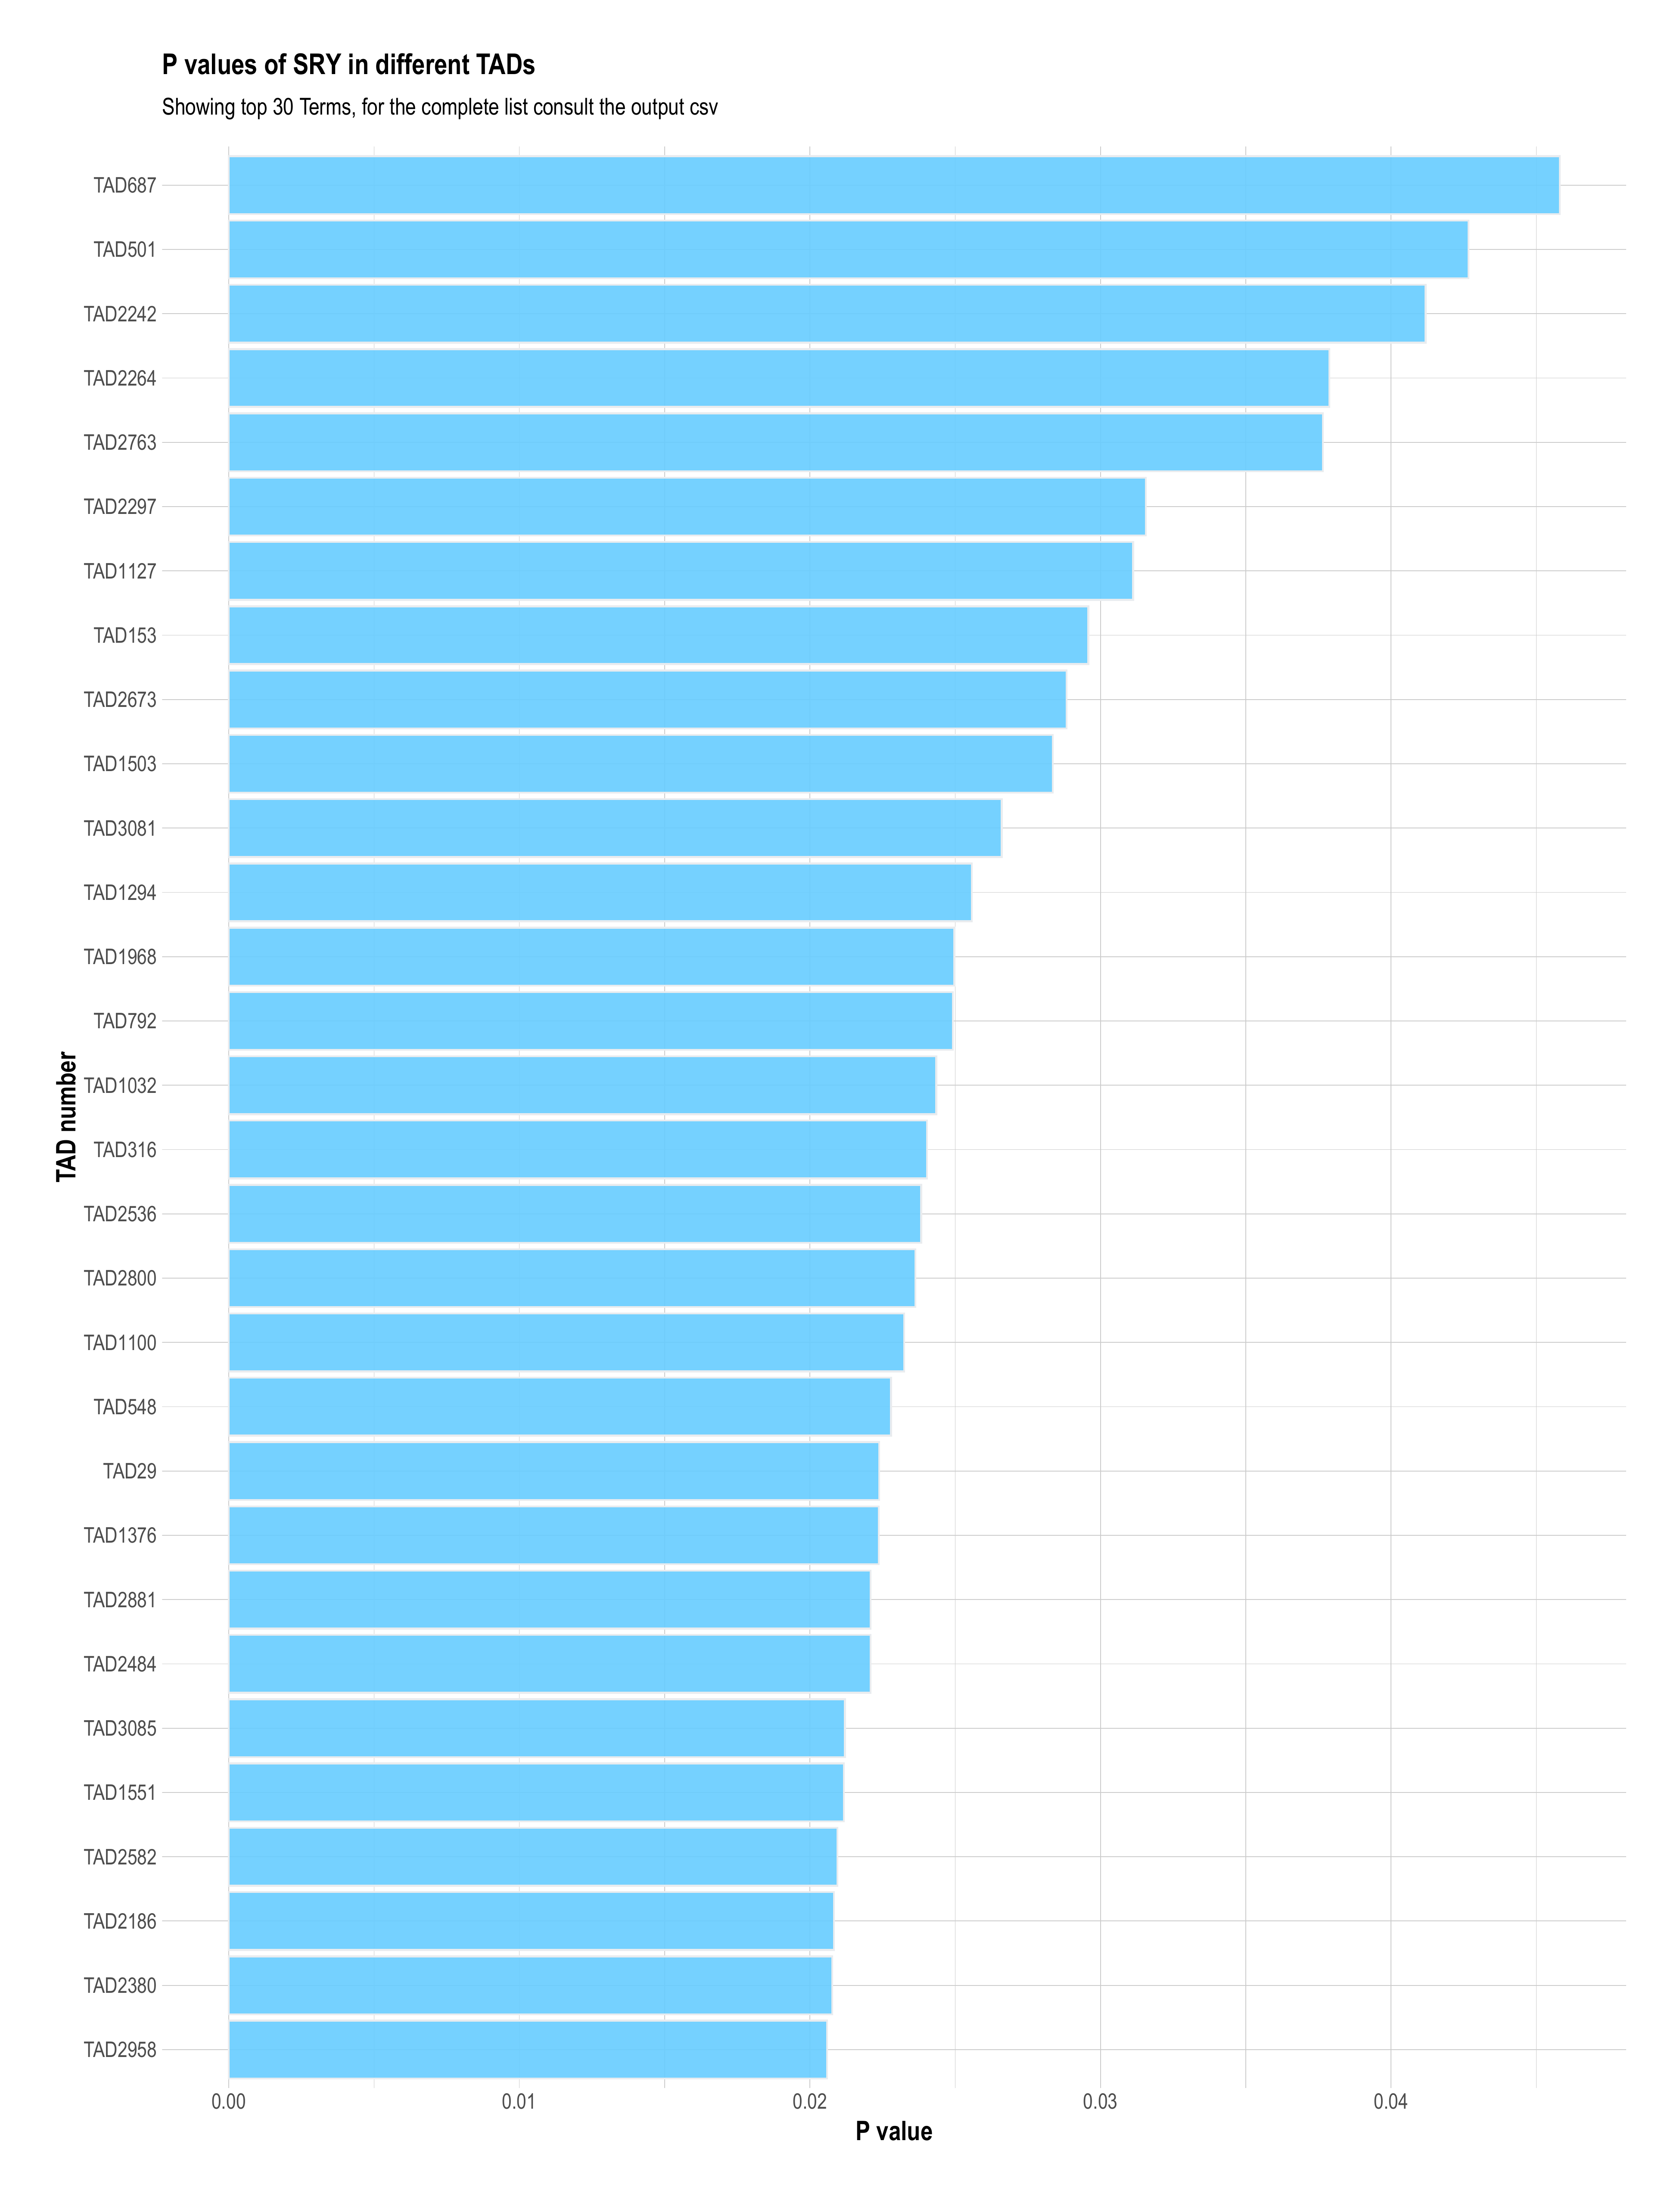 P values of SRY in different TADs
Showing top 30 Terms, for the complete list consult the output csv
TAD number
TAD687
TAD501
TAD2242
TAD2264
TAD2763
TAD2297
TAD1127
TAD153
TAD2673
TAD1503
TAD3081
TAD1294
TAD1968
TAD792
TAD1032
TAD316
TAD2536
TAD2800
TAD1100
TAD548
TAD29
TAD1376
TAD2881
TAD2484
TAD3085
TAD1551
TAD2582
TAD2186
TAD2380
TAD2958
0.00 0.01 0.02 0.03 0.04
P value